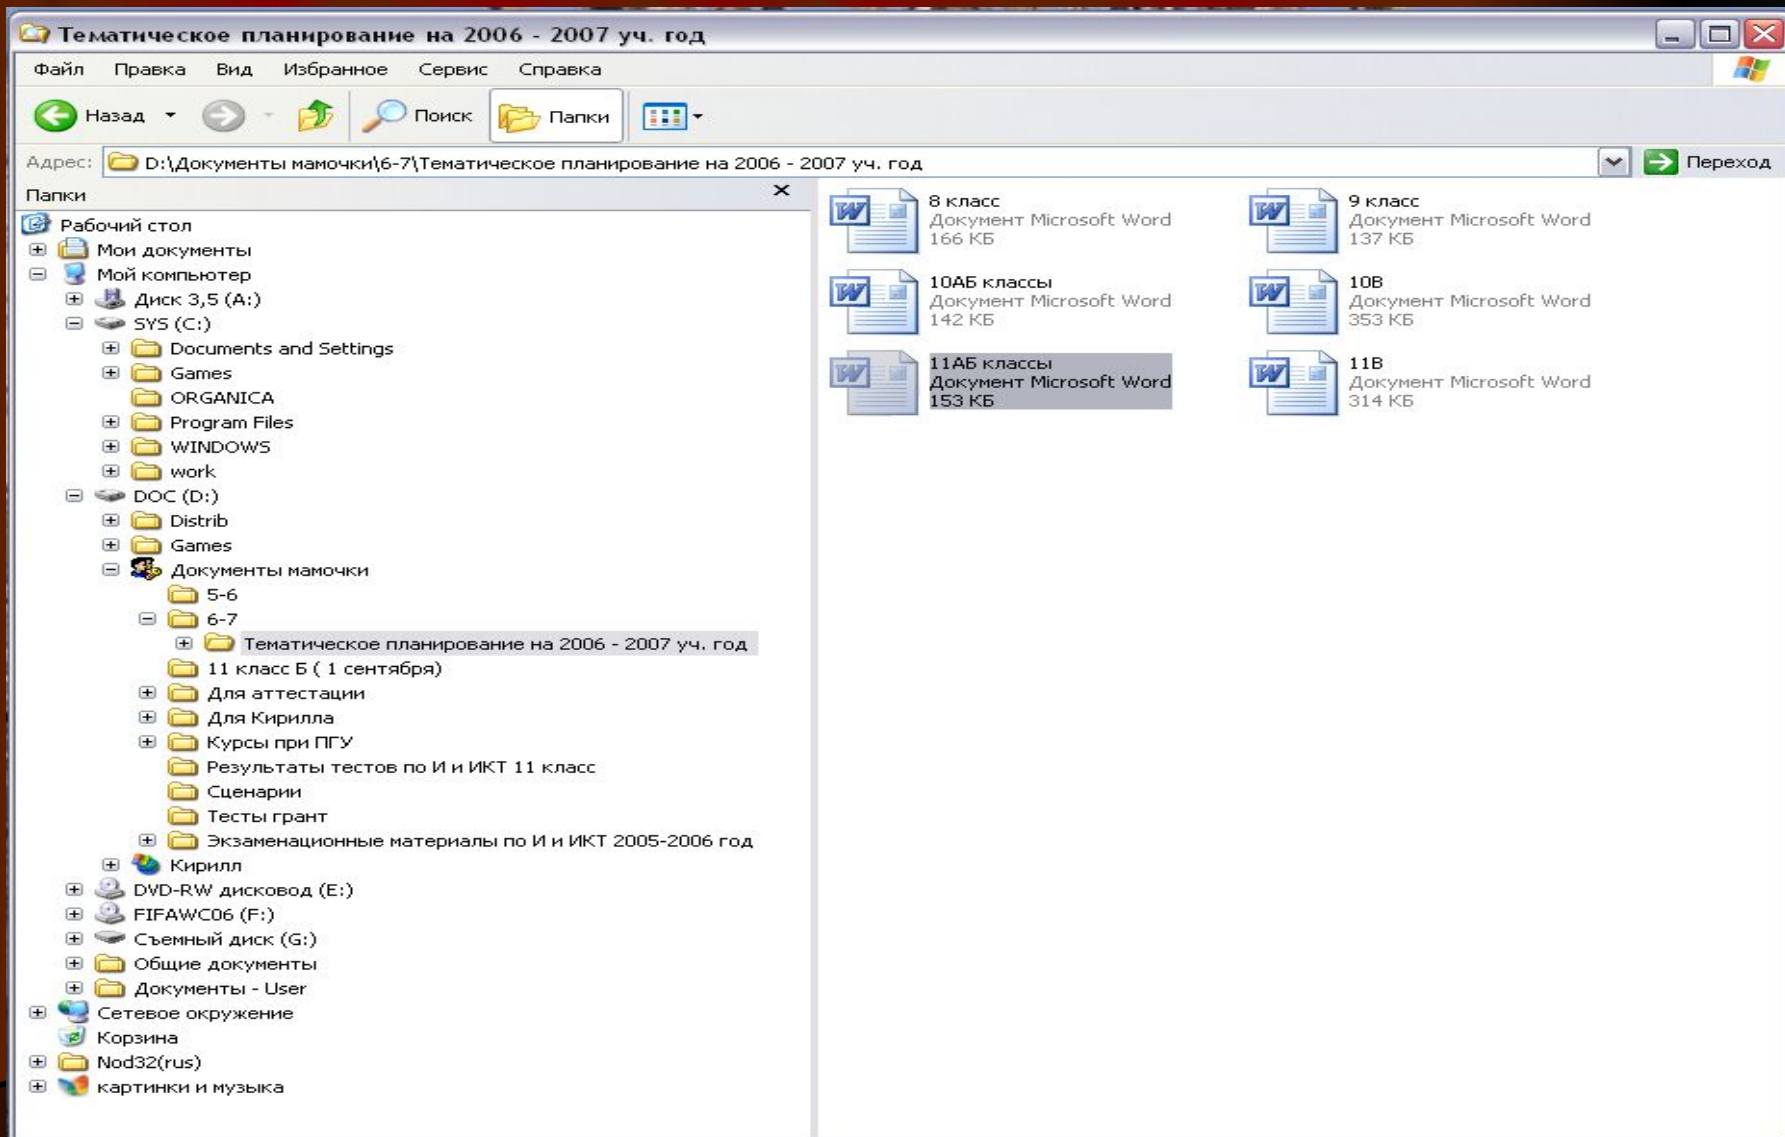 Тематическое планирование на 2006 - 2007 уч. год
Файл Правка Вид Избранное Сервис Справка
Назад Поиск Папки
Адрес: D:\Документы мамочки\6-7\Тематическое планирование на 2006 - 2007 уч. год Переход
Папки
Рабочий стол
Мои документы
Мой компьютер
Диск 3,5 (A:)
SYS (C:)
Documents and Settings
Games
ORGANICA
Program Files
WINDOWS
work
DOC (D:)
Distrib
Games
Документы мамочки
5-6
6-7
Тематическое планирование на 2006 - 2007 уч. год
11 класс Б ( 1 сентября)
Для аттестации
Для Кирилла
Курсы при ПГУ
Результаты тестов по И и ИКТ 11 класс
Сценарии
Тесты грант
Экзаменационные материалы по И и ИКТ 2005-2006 год
Кирилл
DVD-RW дисковод (E:)
FIFAWC06 (F:)
Съемный диск (G:)
Общие документы
Документы - User
Сетевое окружение
Корзина
Nod32(rus)
картинки и музыка
8 класс
Документ Microsoft Word
166 КБ
9 класс
Документ Microsoft Word
137 КБ
10АБ классы
Документ Microsoft Word
142 КБ
10В
Документ Microsoft Word
353 КБ
11АБ классы
Документ Microsoft Word
153 КБ
11В
Документ Microsoft Word
314 КБ